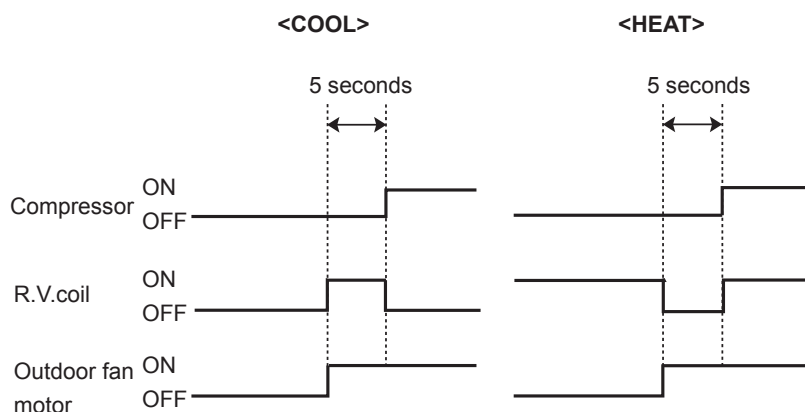 <COOL> <HEAT>
5 seconds 5 seconds
ON
Compressor
OFF
ON
R.V.coil
OFF
ON
Outdoor fan
motor
OFF